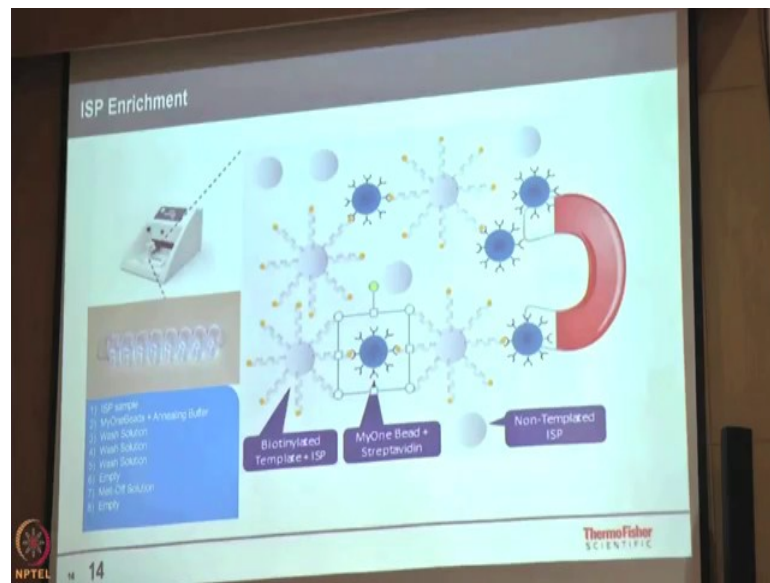 ISP Enrichment
1) ISP sample
2) MyOneBeads + Annealing Buffer
3) Wash Solution
4) Wash Solution
5) Wash Solution
6) Empty
7) Melt-Off Solution
8) Empty
Biotinylated
Template + ISP
MyOne Bead +
Streptavidin
Non-Templated
ISP
14
ThermoFisher
SCIENTIFIC
NPTEL